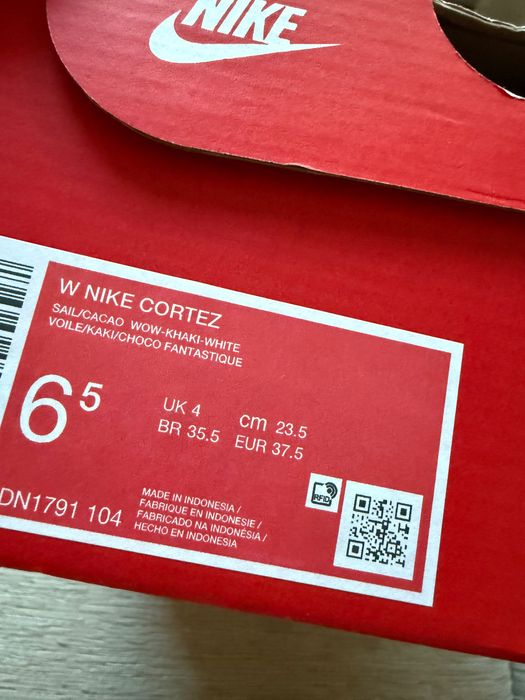 NIKE
W NIKE CORTEZ
SAIL/CACAO WOW-KHAKI-WHITE
VOILE/KAKI/CHOCO FANTASTIQUE
6 5
UK 4 cm 23.5
BR 35.5 EUR 37.5
RFID
DN1791 104
MADE IN INDONESIA /
FABRIQUE EN INDONESIE /
FABRICADO NA INDONÉSIA /
HECHO EN INDONESIA